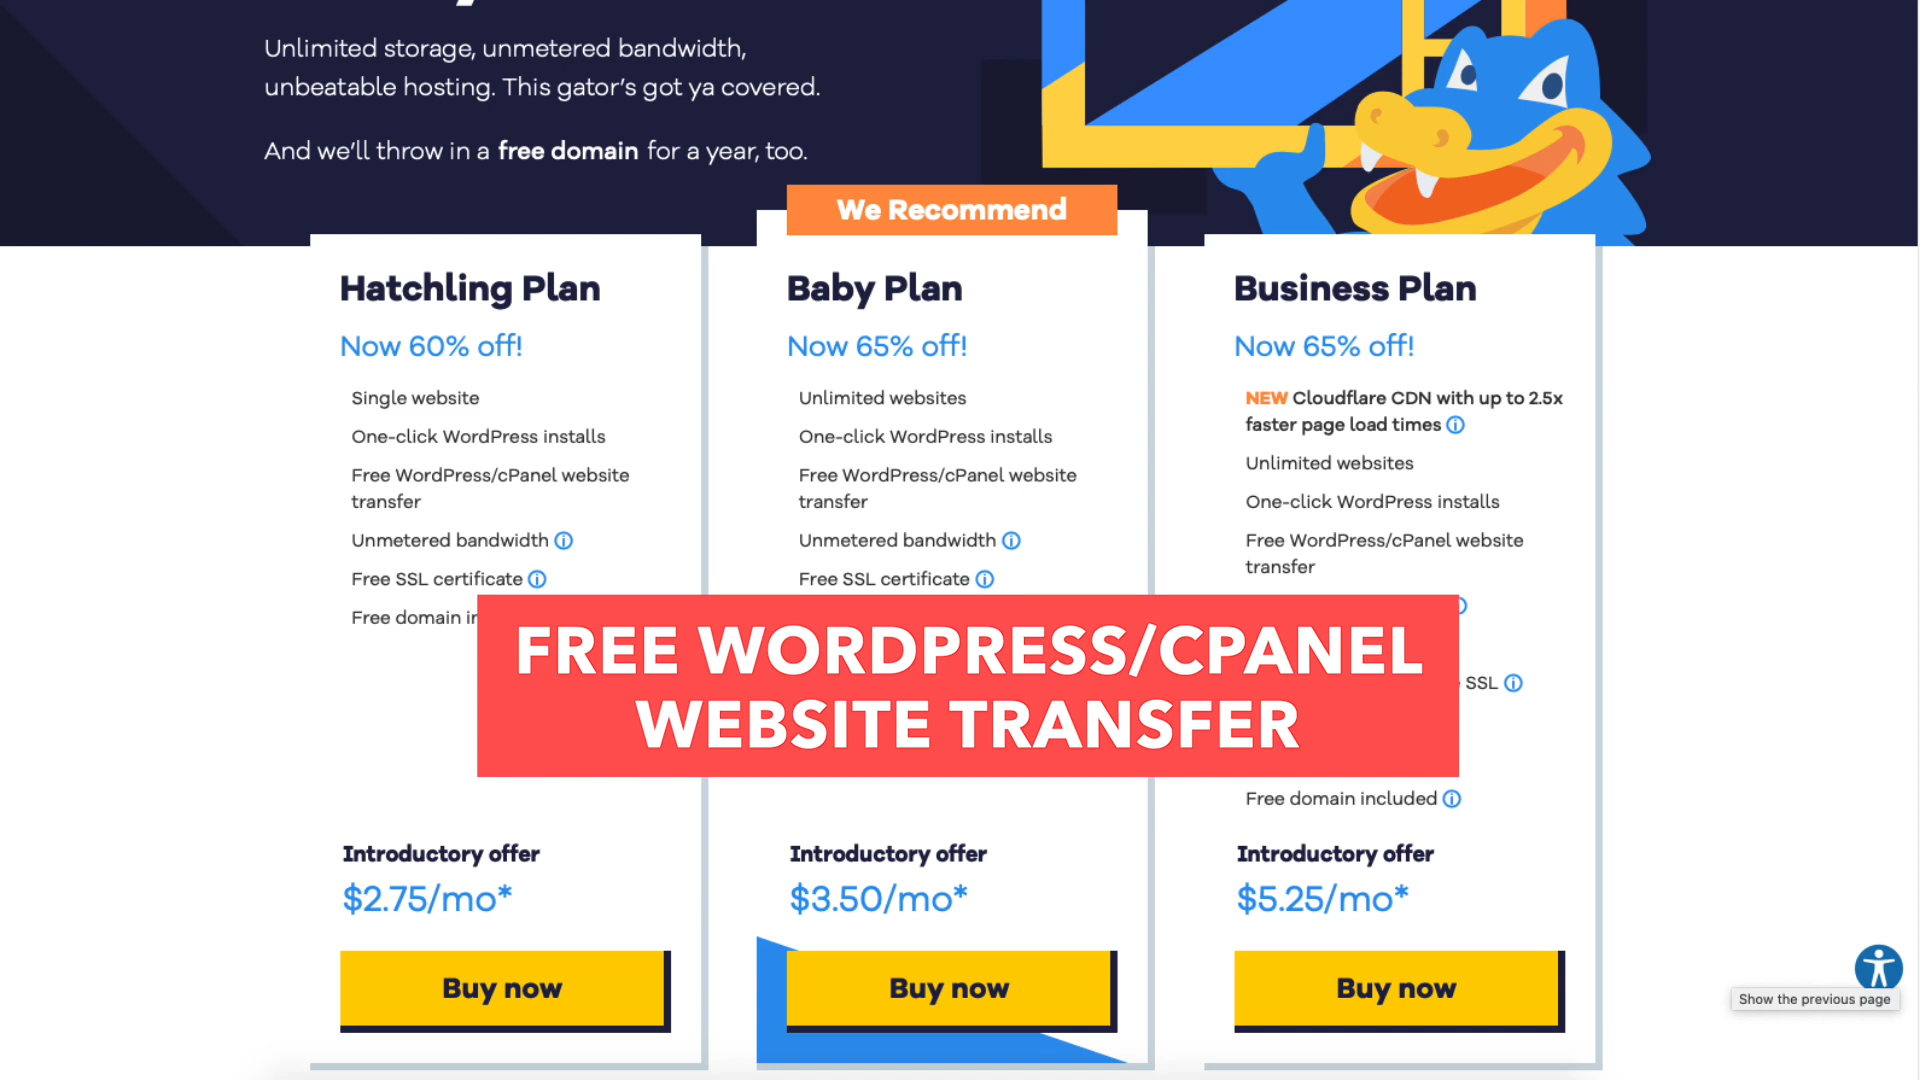 Unlimited storage, unmetered bandwidth,
unbeatable hosting. This gator's got ya covered.
And we'll throw in a free domain for a year, too.
We Recommend
Hatchling Plan
Now 60% off!
Single website
One-click WordPress installs
Free WordPress/cPanel website
transfer
Unmetered bandwidth
Free SSL certificate
Free domain
Introductory offer
$2.75/mo*
Buy now
Baby Plan
Now 65% off!
Unlimited websites
One-click WordPress installs
Free WordPress/cPanel website
transfer
Unmetered bandwidth
Free SSL certificate
Introductory offer
$3.50/mo*
Buy now
Business Plan
Now 65% off!
NEW Cloudflare CDN with up to 2.5x
faster page load times
Unlimited websites
One-click WordPress installs
Free WordPress/cPanel website
transfer
SSL
Free domain included
Introductory offer
$5.25/mo*
Buy now
FREE WORDPRESS/CPANEL
WEBSITE TRANSFER
Show the previous page